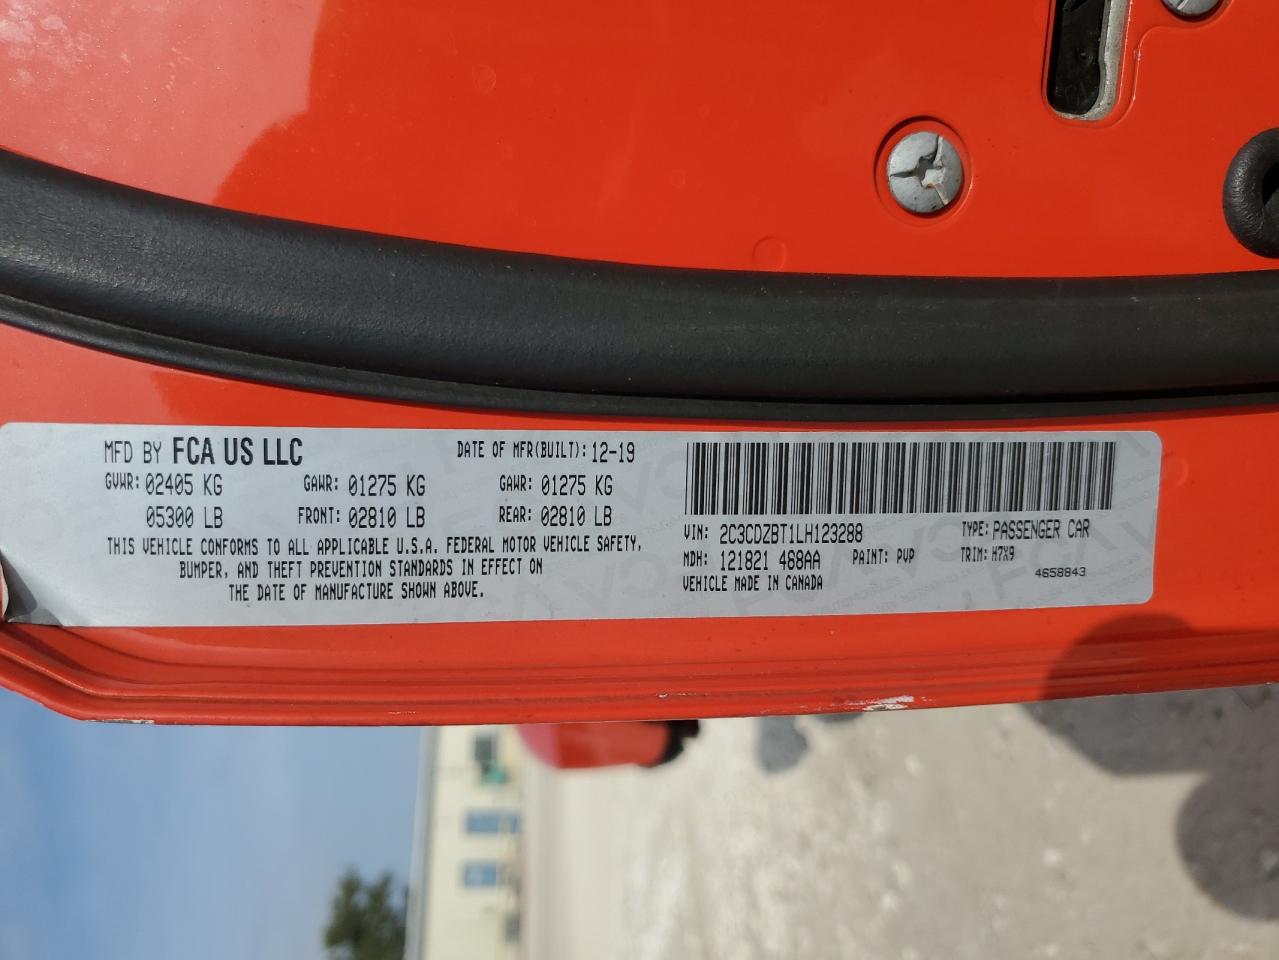 MFD BY FCA US LLC DATE OF MFR(BUILT): 12-19
GVWR: 02405 KG GAWR: 01275 KG GAWR: 01275 KG
05300 LB FRONT: 02810 LB REAR: 02810 LB
THIS VEHICLE CONFORMS TO ALL APPLICABLE U.S.A. FEDERAL MOTOR VEHICLE SAFETY,
BUMPER, AND THEFT PREVENTION STANDARDS IN EFFECT ON
THE DATE OF MANUFACTURE SHOWN ABOVE.
VIN: 2C3CDZBT1LH123288 TYPE: PASSENGER CAR
MDH: 121821 488AA PAINT: PVP TRIM: H7X9
VEHICLE MADE IN CANADA 4658843